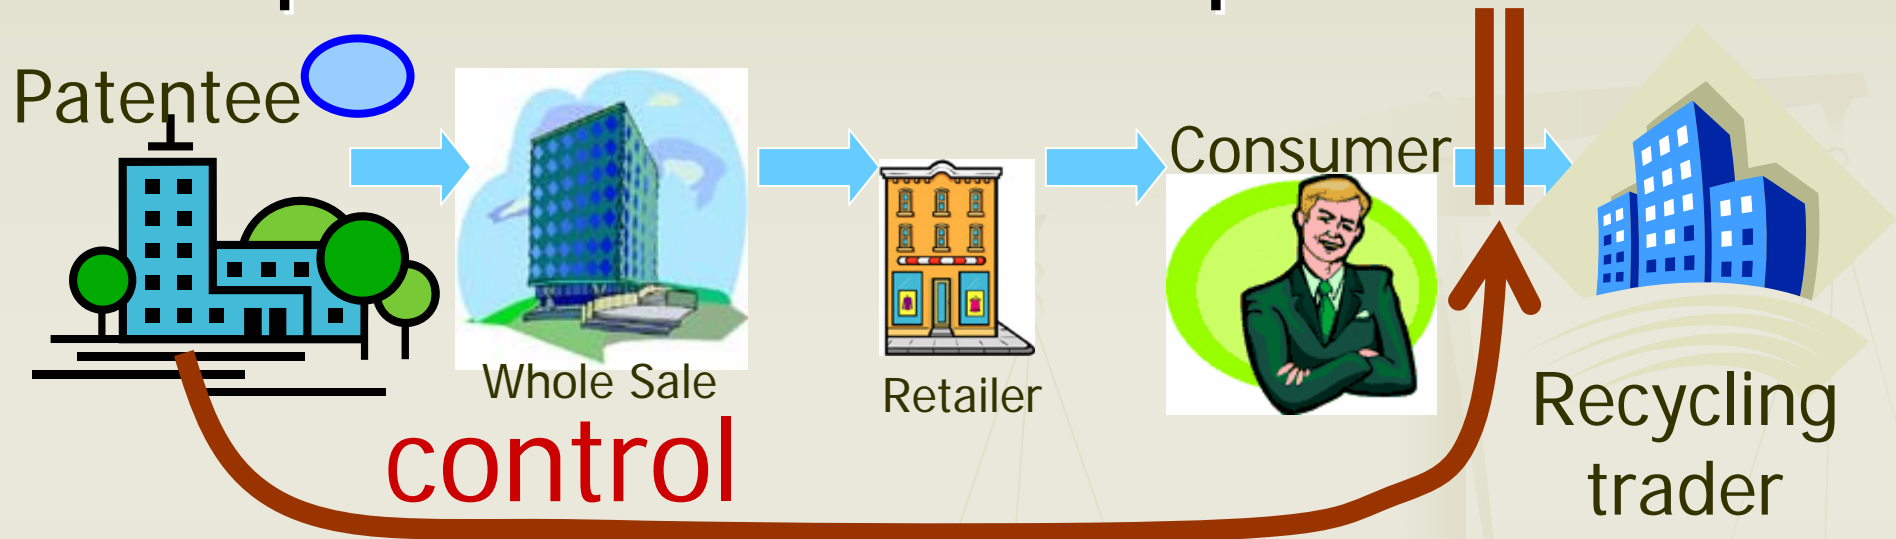 Patentee
Consumer
Whole Sale
Retailer
control
Recycling
trader